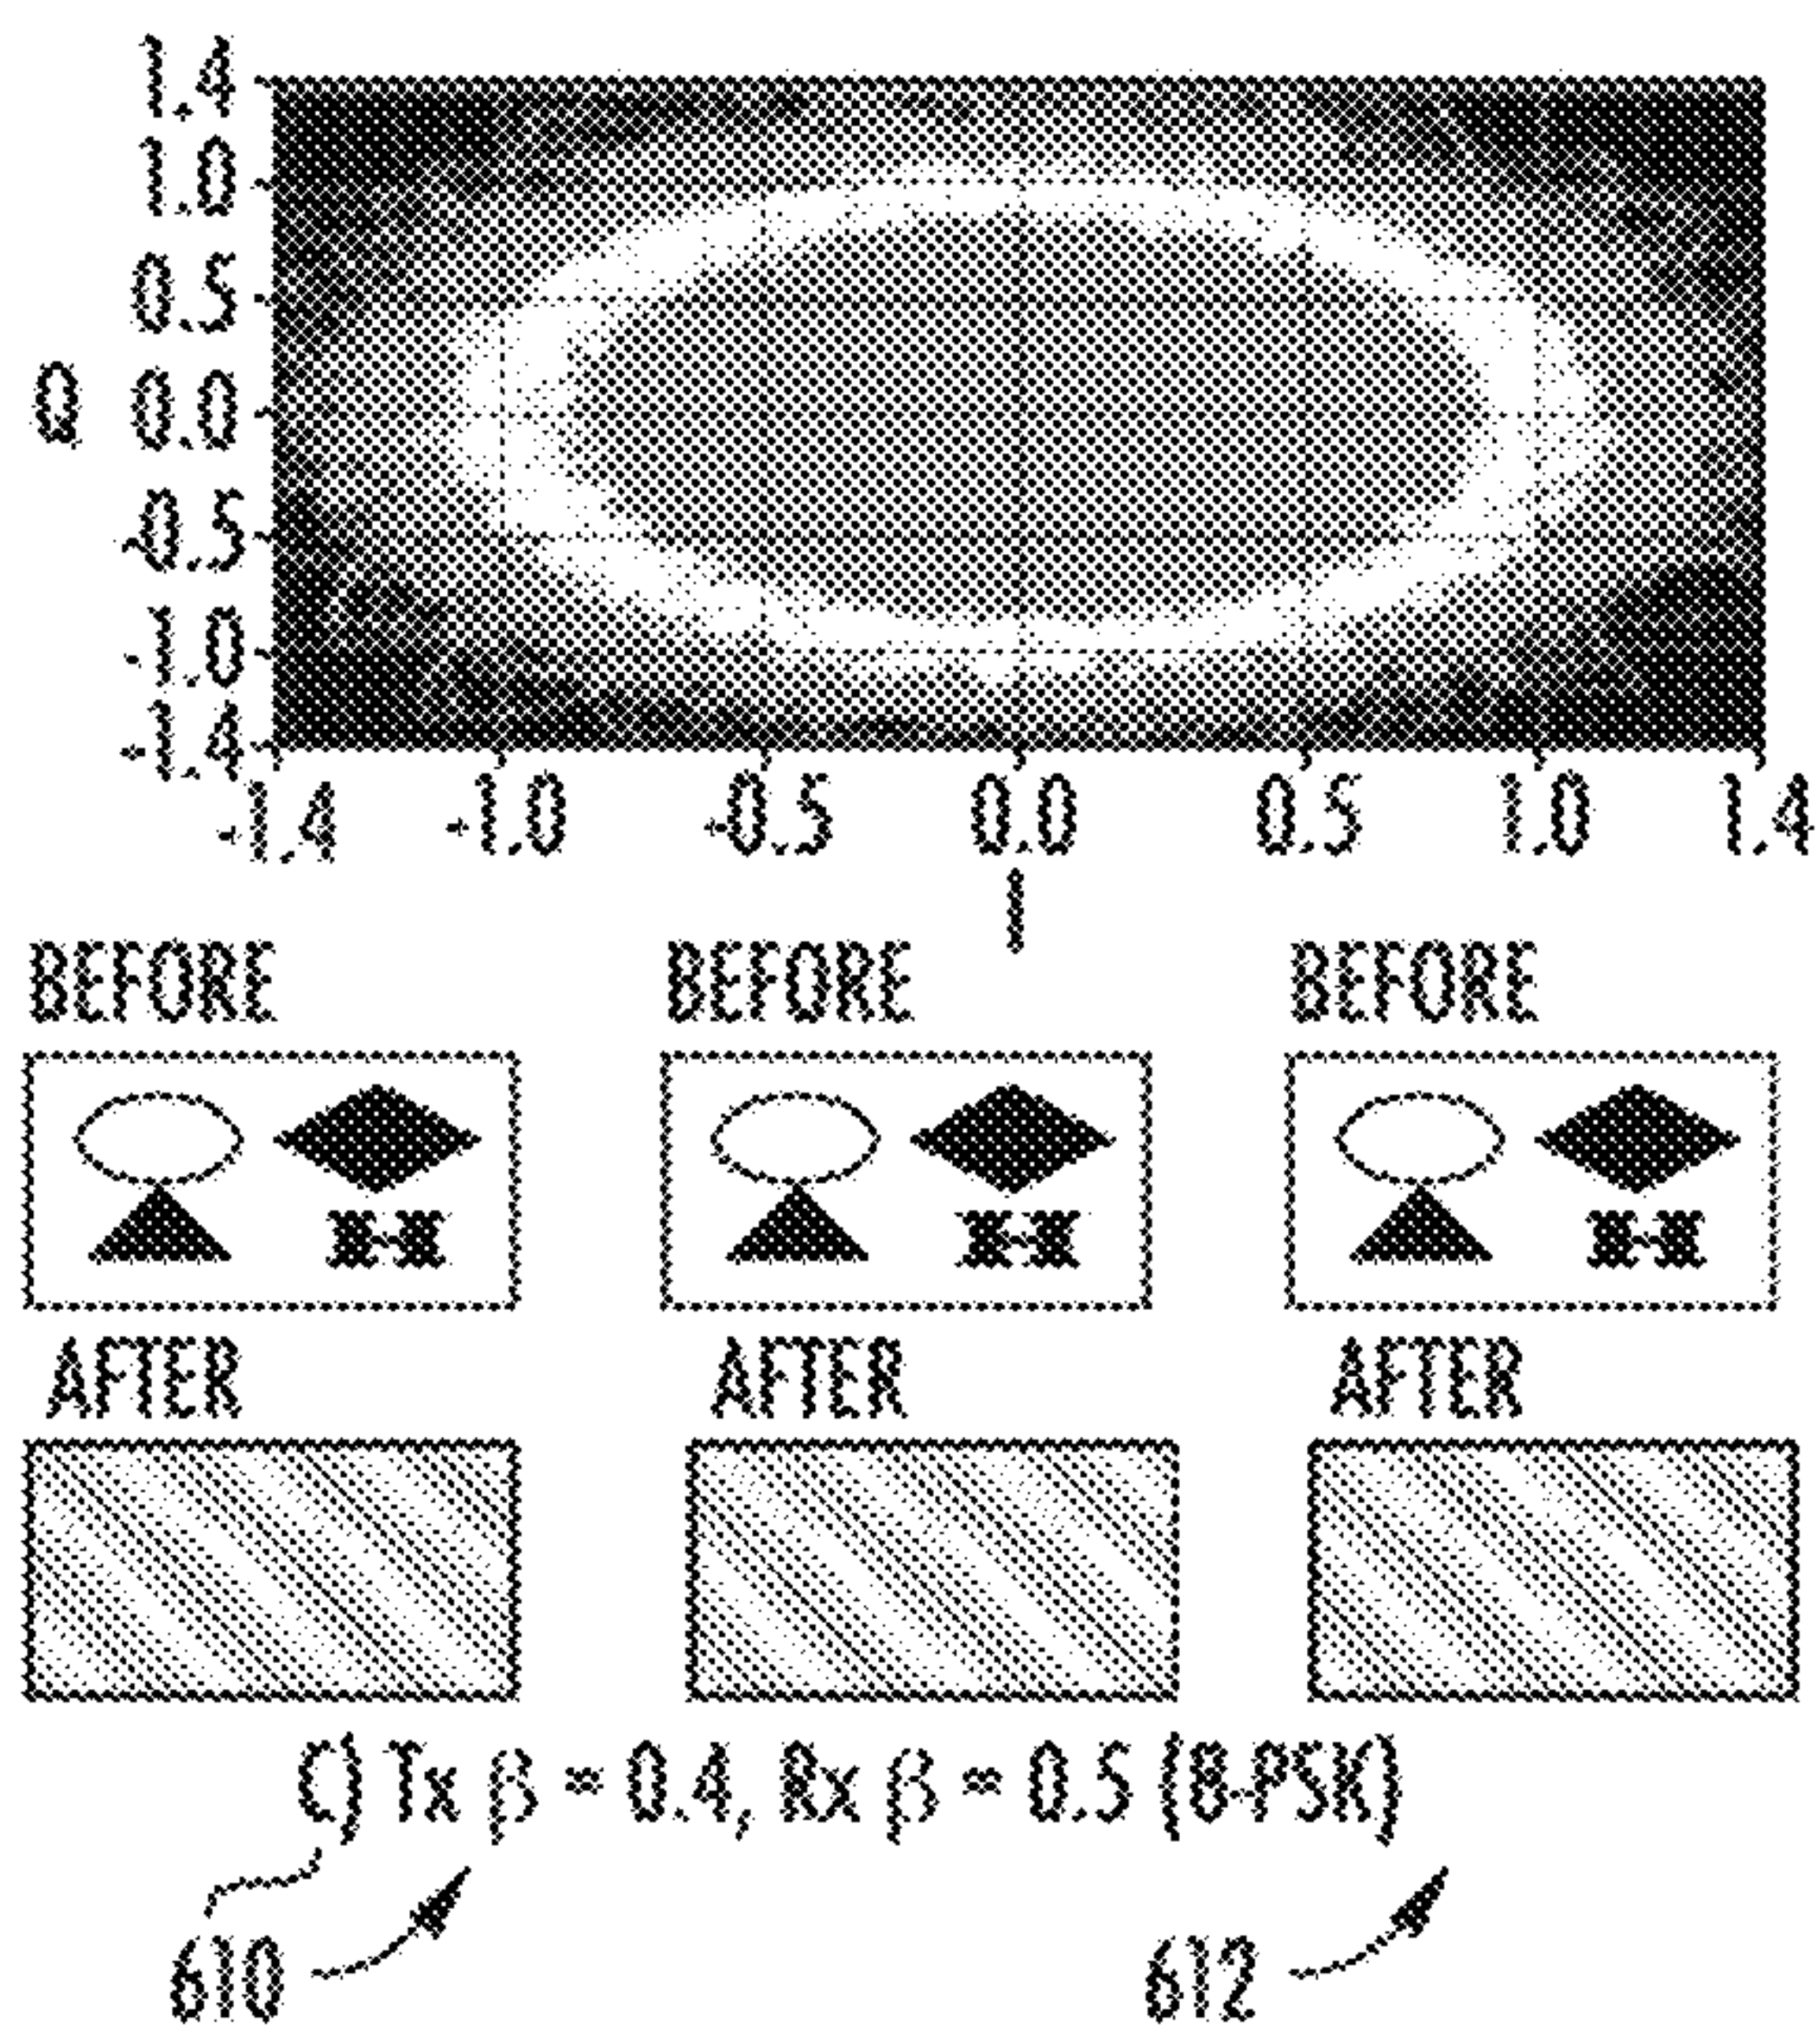 1.4
1.0
0.5
Q 0.0
-0.5
-1.0
-1.4
-1.4 -1.0 -0.5 0.0 0.5 1.0 1.4
I
BEFORE BEFORE BEFORE
AFTER AFTER AFTER
C) Tx β = 0.4, Rx β = 0.5 (8-PSK)
610 612